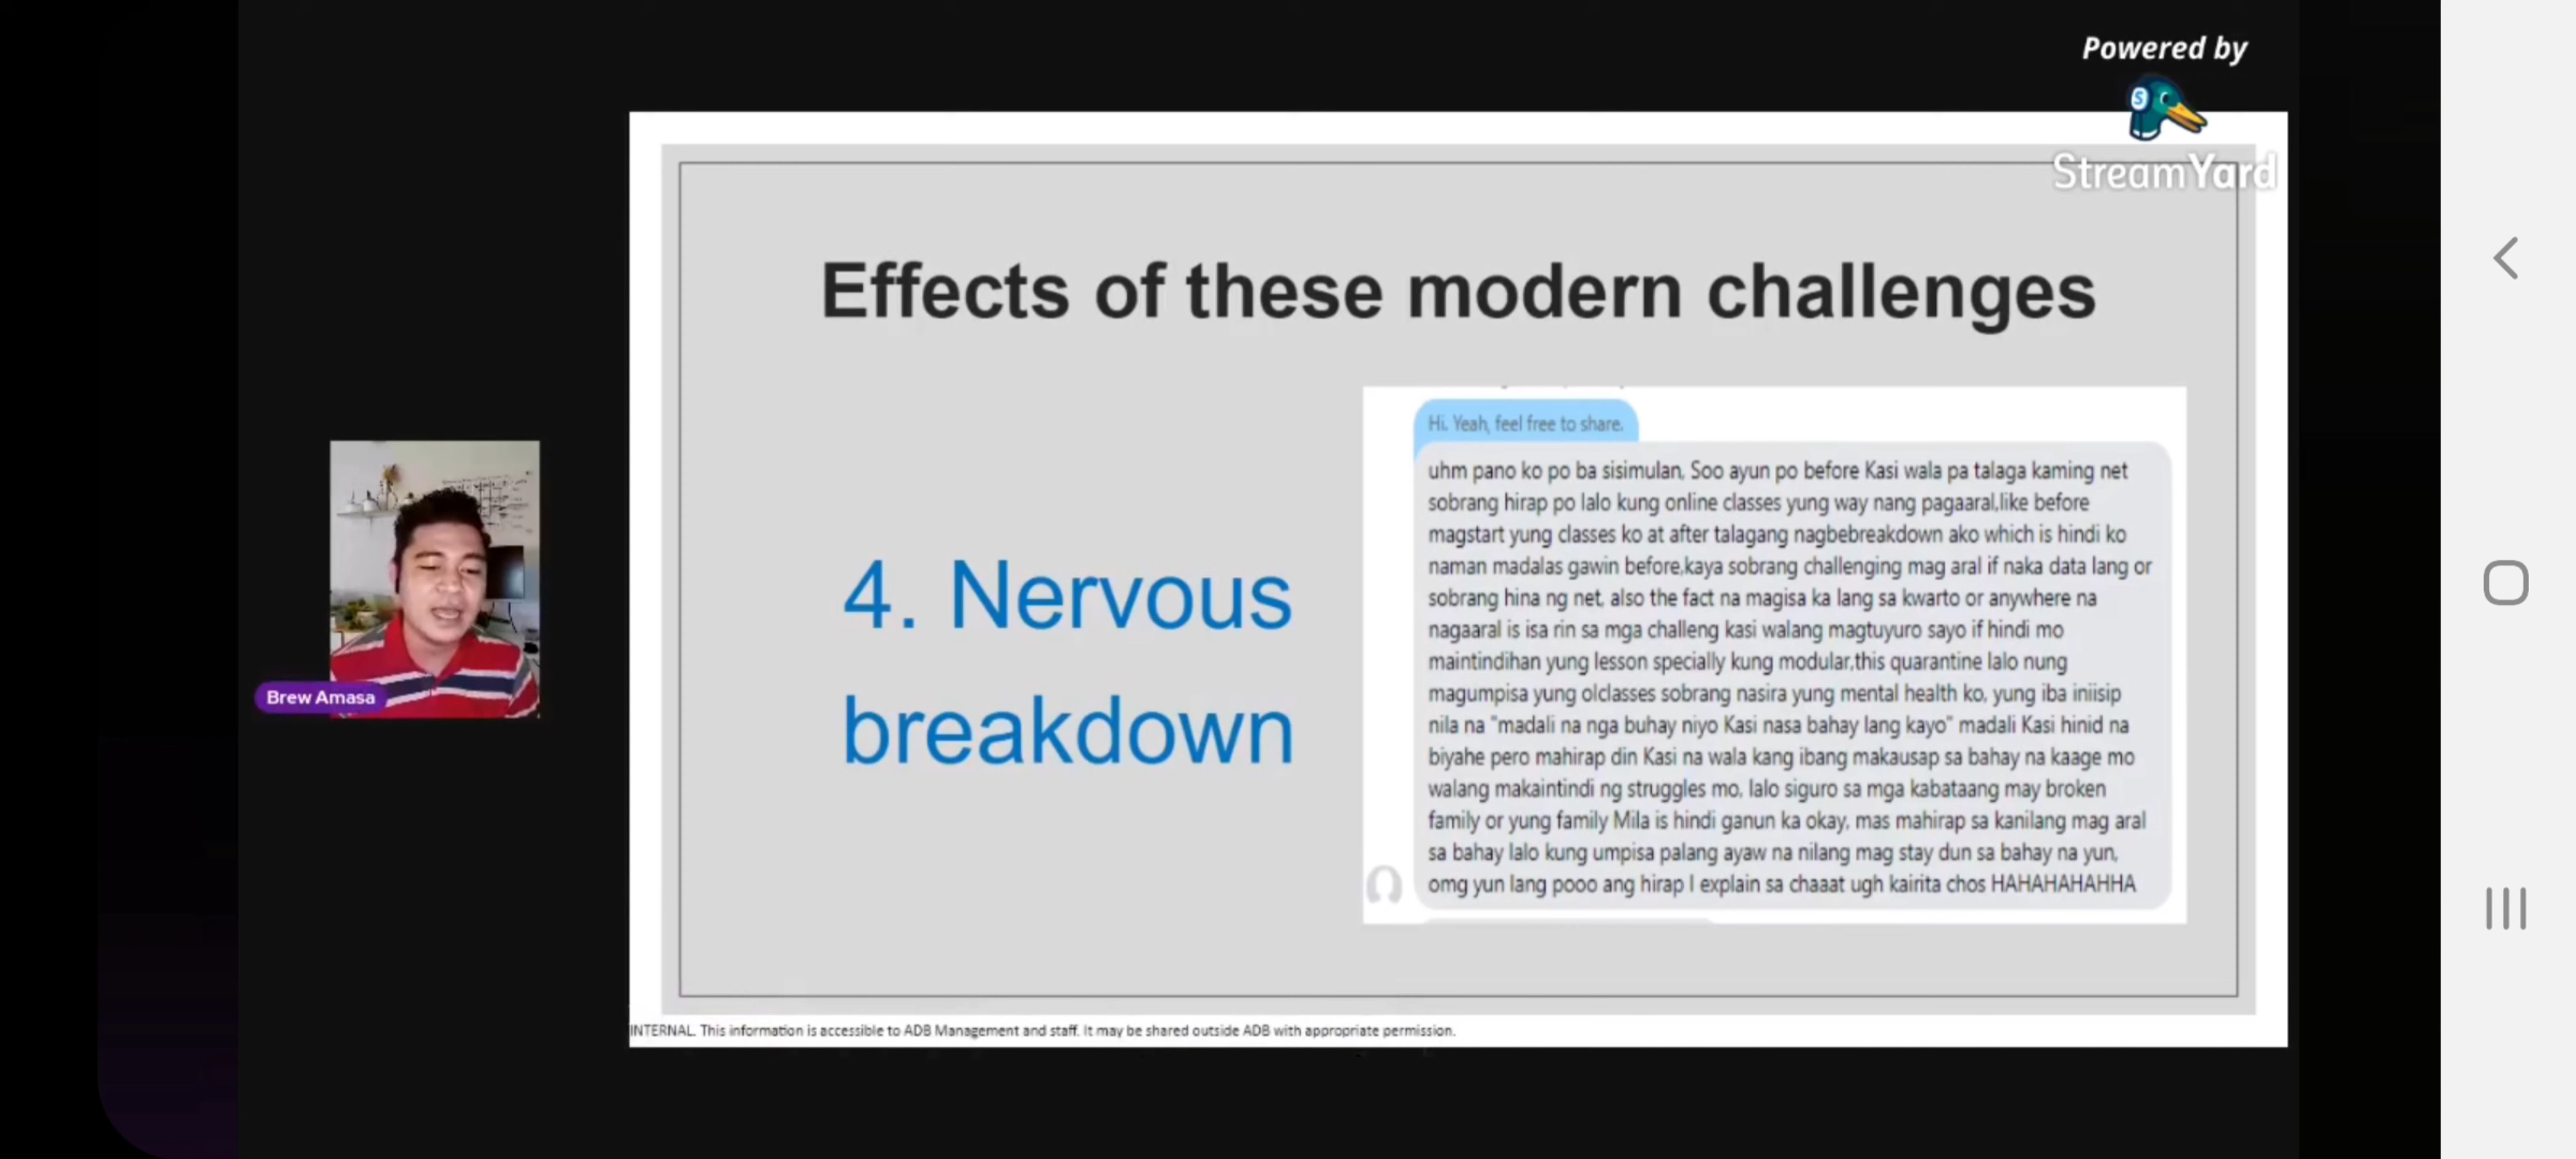 Powered by
StreamYard
Effects of these modern challenges
4. Nervous
breakdown
Hi. Yeah, feel free to share.
uhm pano ko po ba sisimulan, Soo ayun po before Kasi wala pa talaga kaming net
sobrang hirap po lalo kung online classes yung way nang pagaaral,like before
magstart yung classes ko at after talagang nagbebreakdown ako which is hindi ko
naman madalas gawin before,kaya sobrang challenging mag aral if naka data lang or
sobrang hina ng net, also the fact na magisa ka lang sa kwarto or anywhere na
nagaaral is isa rin sa mga challeng kasi walang magtuyuro sayo if hindi mo
maintindihan yung lesson specially kung modular,this quarantine lalo nung
magumpisa yung olclasses sobrang nasira yung mental health ko, yung iba iniisip
nila na "madali na nga buhay niyo Kasi nasa bahay lang kayo" madali Kasi hinid na
biyahe pero mahirap din Kasi na wala kang ibang makausap sa bahay na kaage mo
walang makaintindi ng struggles mo, lalo siguro sa mga kabataang may broken
family or yung family Mila is hindi ganun ka okay, mas mahirap sa kanilang mag aral
sa bahay lalo kung umpisa palang ayaw na nilang mag stay dun sa bahay na yun,
omg yun lang pooo ang hirap I explain sa chaaat ugh kairita chos HAHAHAHAHHA
Brew Amasa
INTERNAL. This information is accessible to ADB Management and staff. It may be shared outside ADB with appropriate permission.